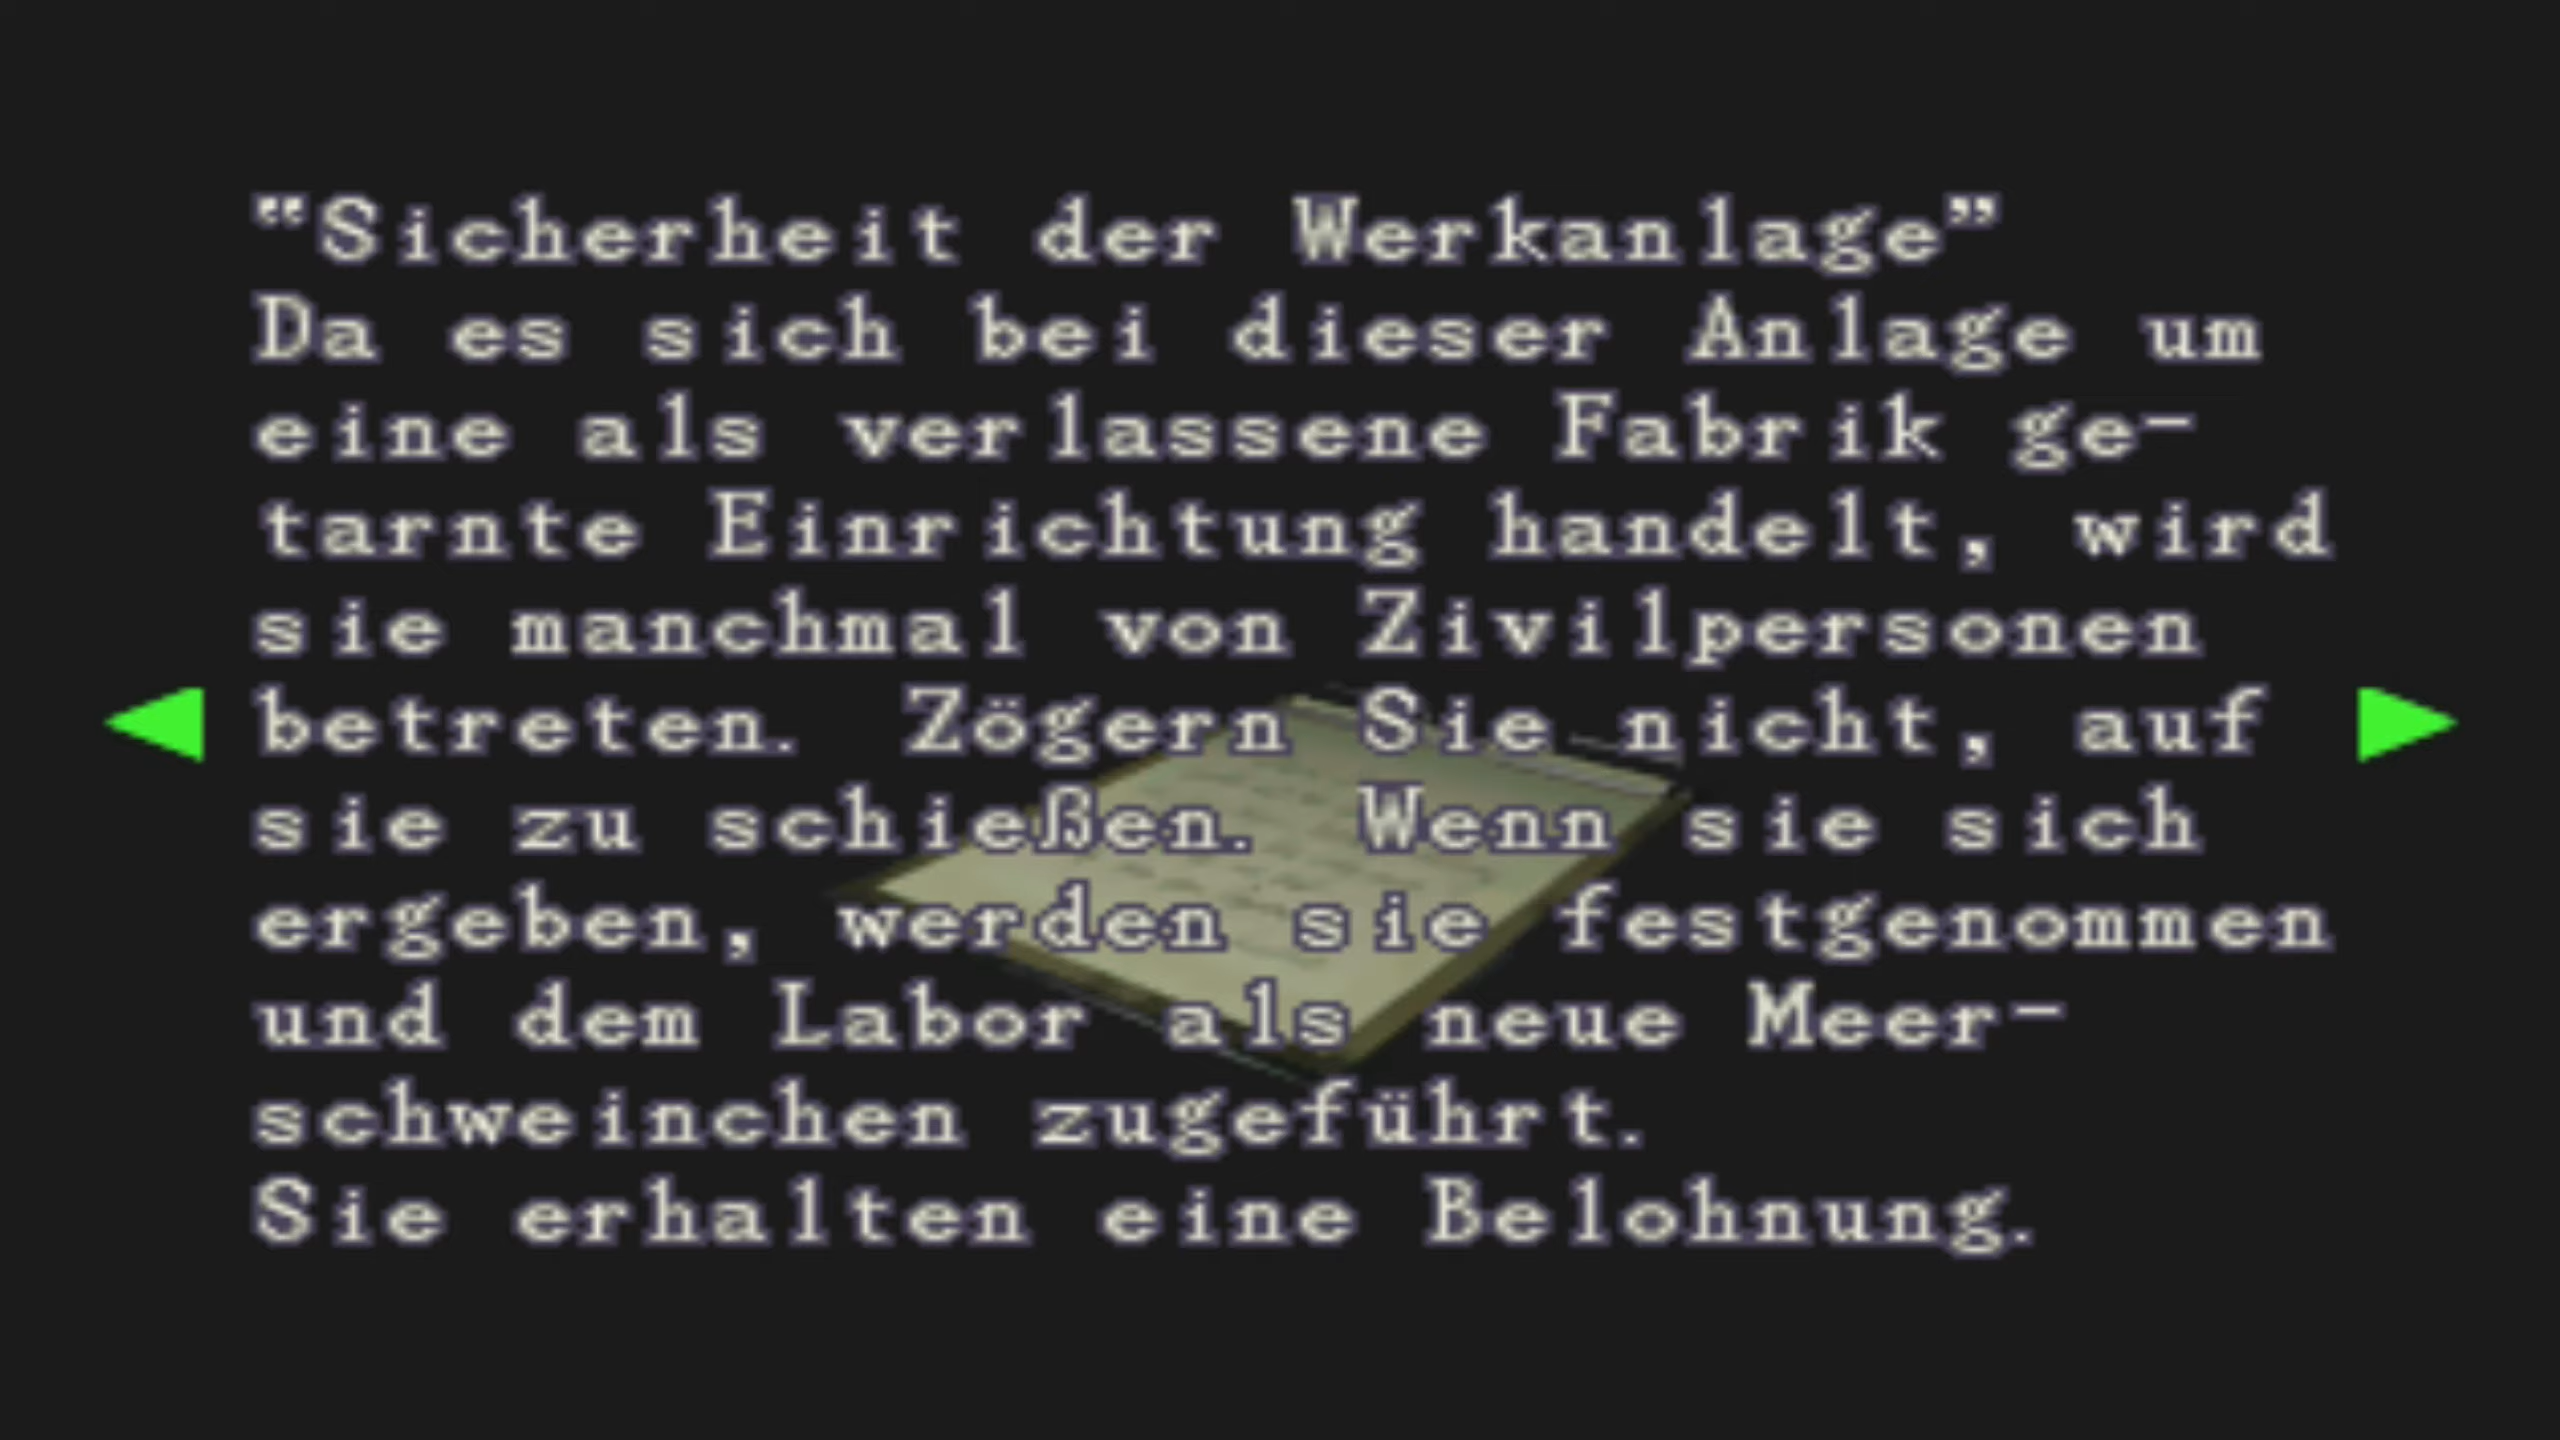 "Sicherheit der Werkanlage"
Da es sich bei dieser Anlage um
eine als verlassene Fabrik ge-
tarnte Einrichtung handelt, wird
sie manchmal von Zivilpersonen
betreten. Zögern Sie nicht, auf
sie zu schießen. Wenn sie sich
ergeben, werden sie festgenommen
und dem Labor als neue Meer-
schweinchen zugeführt.
Sie erhalten eine Belohnung.